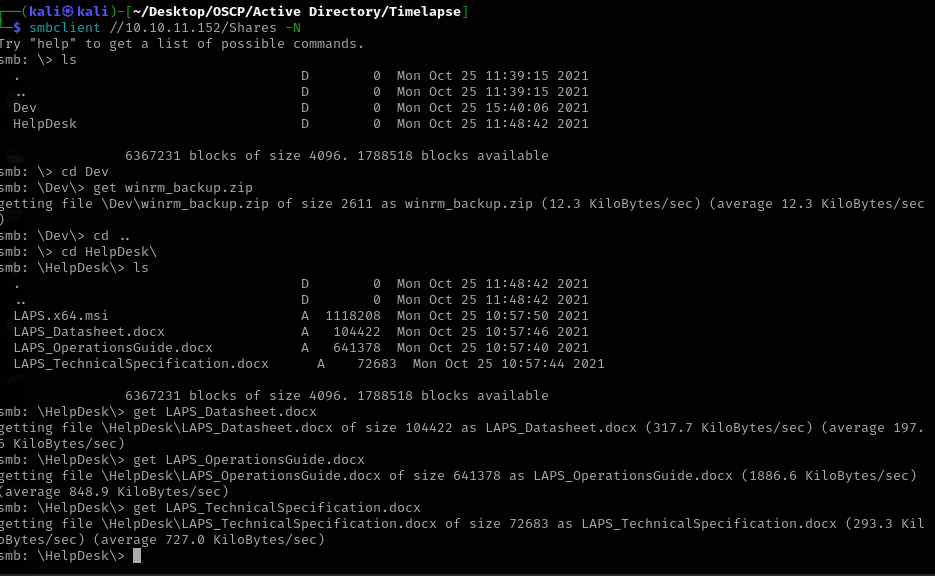 ┌──(kali㉿kali)-[~/Desktop/OSCP/Active Directory/Timelapse]
└─$ smbclient //10.10.11.152/Shares -N
Try "help" to get a list of possible commands.
smb: \> ls
  .                                   D        0  Mon Oct 25 11:39:15 2021
  ..                                  D        0  Mon Oct 25 11:39:15 2021
  Dev                                 D        0  Mon Oct 25 15:40:06 2021
  HelpDesk                            D        0  Mon Oct 25 11:48:42 2021
                6367231 blocks of size 4096. 1788518 blocks available
smb: \> cd Dev
smb: \Dev\> get winrm_backup.zip
getting file \Dev\winrm_backup.zip of size 2611 as winrm_backup.zip (12.3 KiloBytes/sec) (average 12.3 KiloBytes/sec
)
smb: \Dev\> cd ..
smb: \> cd HelpDesk\
smb: \HelpDesk\> ls
  .                                   D        0  Mon Oct 25 11:48:42 2021
  ..                                  D        0  Mon Oct 25 11:48:42 2021
  LAPS.x64.msi                        A  1118208  Mon Oct 25 10:57:50 2021
  LAPS_Datasheet.docx                 A   104422  Mon Oct 25 10:57:46 2021
  LAPS_OperationsGuide.docx           A   641378  Mon Oct 25 10:57:40 2021
  LAPS_TechnicalSpecification.docx      A    72683  Mon Oct 25 10:57:44 2021
                6367231 blocks of size 4096. 1788518 blocks available
smb: \HelpDesk\> get LAPS_Datasheet.docx
getting file \HelpDesk\LAPS_Datasheet.docx of size 104422 as LAPS_Datasheet.docx (317.7 KiloBytes/sec) (average 197.
6 KiloBytes/sec)
smb: \HelpDesk\> get LAPS_OperationsGuide.docx
getting file \HelpDesk\LAPS_OperationsGuide.docx of size 641378 as LAPS_OperationsGuide.docx (1886.6 KiloBytes/sec)
(average 848.9 KiloBytes/sec)
smb: \HelpDesk\> get LAPS_TechnicalSpecification.docx
getting file \HelpDesk\LAPS_TechnicalSpecification.docx of size 72683 as LAPS_TechnicalSpecification.docx (293.3 Kil
oBytes/sec) (average 727.0 KiloBytes/sec)
smb: \HelpDesk\>